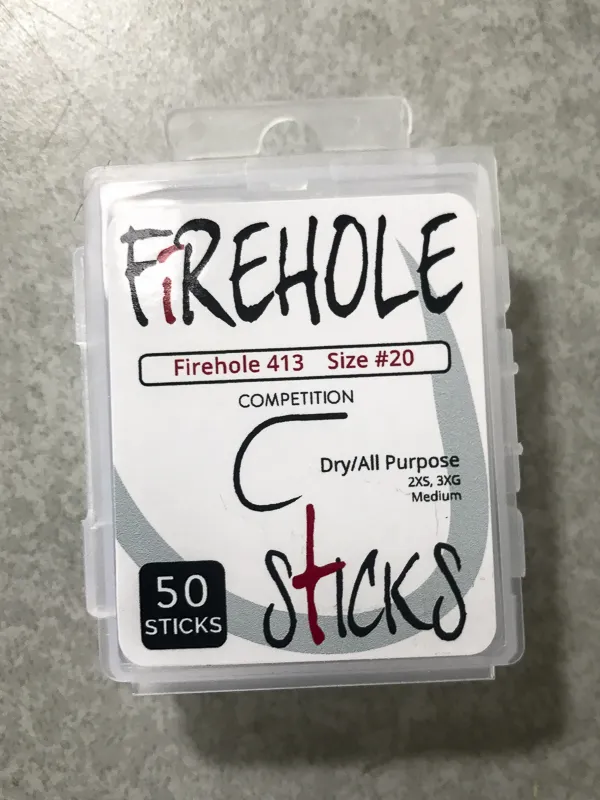 FiREHOLE
Firehole 413 Size #20
COMPETITION
Dry/All Purpose
2XS, 3XG
Medium
50
STICKS
STICKS